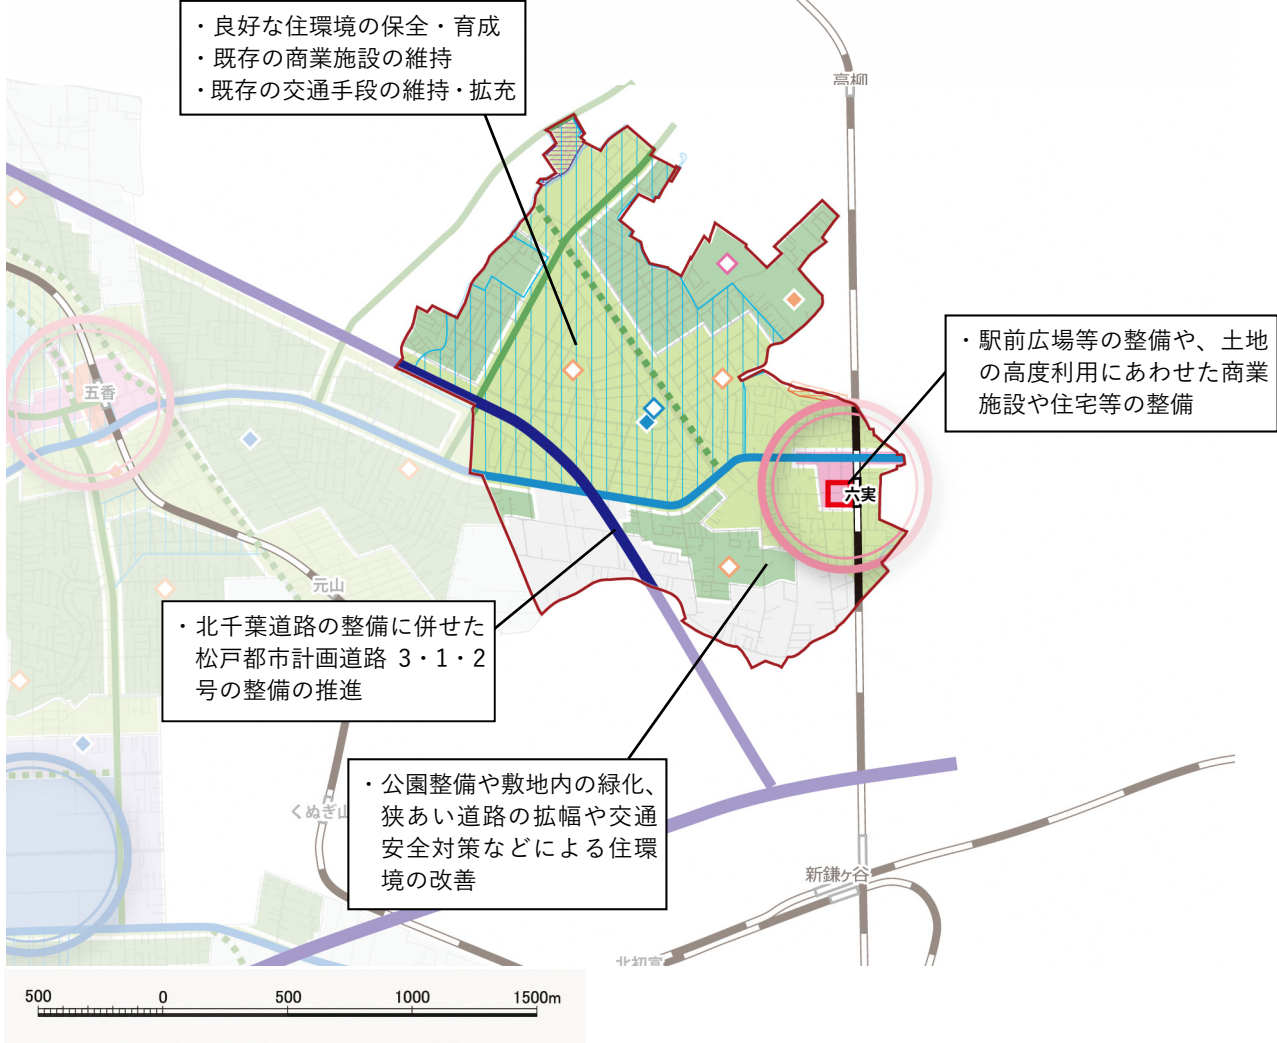 ・良好な住環境の保全・育成
・既存の商業施設の維持
・既存の交通手段の維持・拡充
高柳
・駅前広場等の整備や、土地
の高度利用にあわせた商業
施設や住宅等の整備
五香
六実
元山
・北千葉道路の整備に併せた
松戸都市計画道路 3・1・2
号の整備の推進
・公園整備や敷地内の緑化、
狭あい道路の拡幅や交通
安全対策などによる住環
境の改善
くぬぎ山
新鎌ヶ谷
北初富
500 0 500 1000 1500m